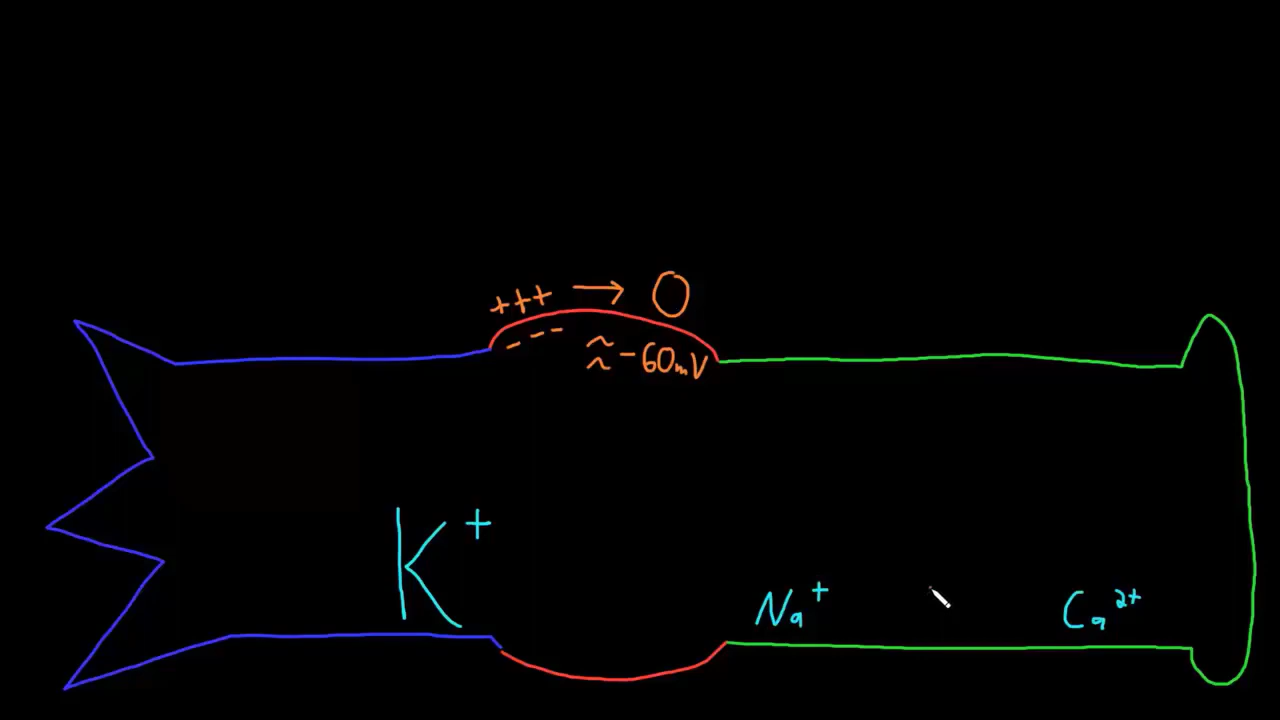 +++ → 0
--- ≈ -60mV
K+
Na+
Ca2+